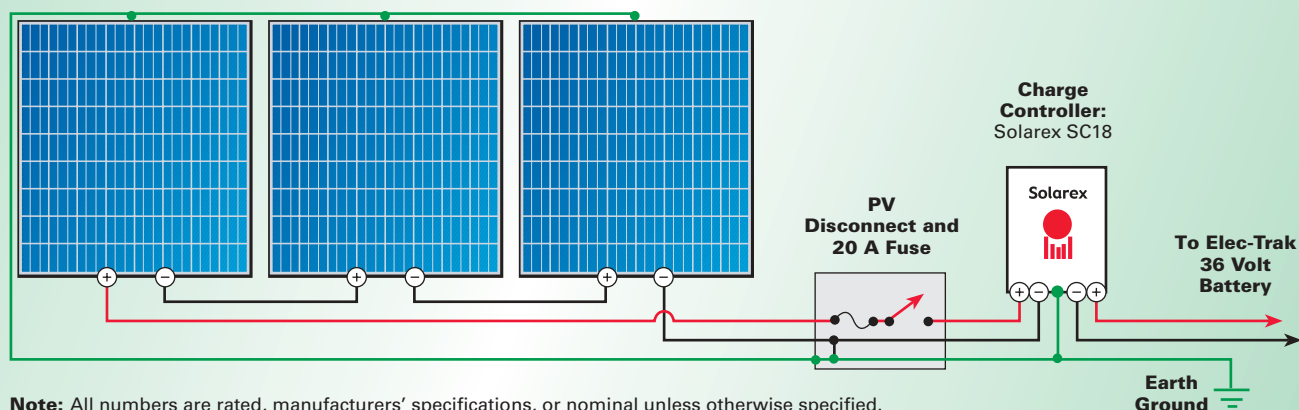 Charge
Controller:
Solarex SC18
Solarex
PV
Disconnect and
20 A Fuse
To Elec-Trak
36 Volt
Battery
+ − + − + −
+ − − +
Earth
Ground
Note: All numbers are rated, manufacturers’ specifications, or nominal unless otherwise specified.